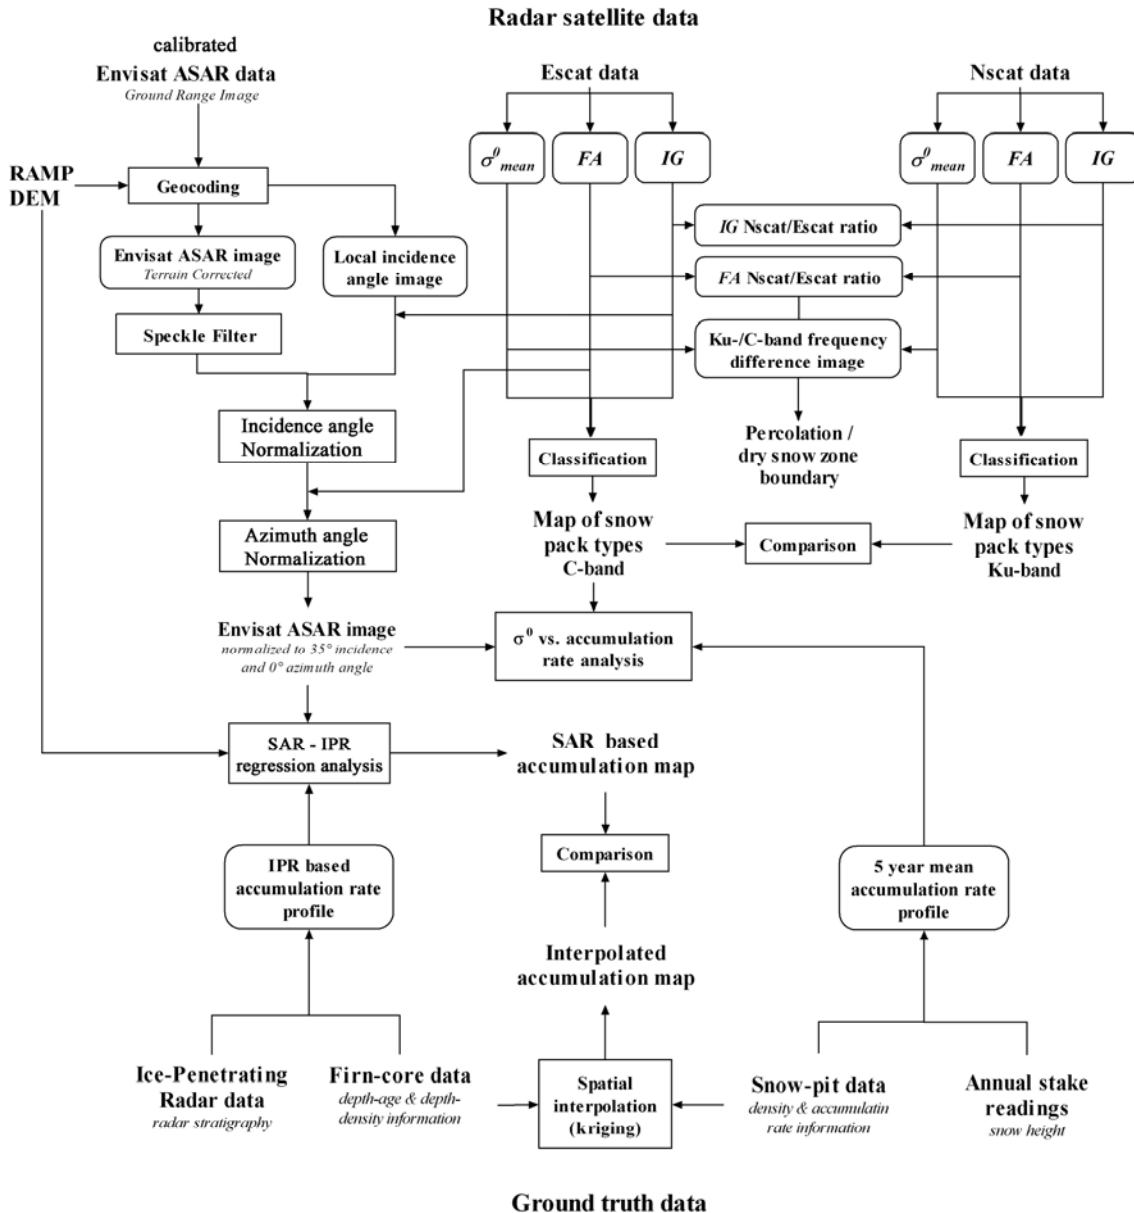 Radar satellite data
calibrated
Envisat ASAR data
Ground Range Image
Escat data
Nscat data
σ⁰mean
FA
IG
σ⁰mean
FA
IG
RAMP
DEM
Geocoding
Envisat ASAR image
Terrain Corrected
Local incidence
angle image
IG Nscat/Escat ratio
FA Nscat/Escat ratio
Speckle Filter
Ku-/C-band frequency
difference image
Incidence angle
Normalization
Percolation /
dry snow zone
boundary
Classification
Classification
Azimuth angle
Normalization
Map of snow
pack types
C-band
Comparison
Map of snow
pack types
Ku-band
Envisat ASAR image
normalized to 35° incidence
and 0° azimuth angle
σ⁰ vs. accumulation
rate analysis
SAR - IPR
regression analysis
SAR based
accumulation map
Comparison
IPR based
accumulation rate
profile
5 year mean
accumulation rate
profile
Interpolated
accumulation map
Ice-Penetrating
Radar data
radar stratigraphy
Firn-core data
depth-age & depth-
density information
Spatial
interpolation
(kriging)
Snow-pit data
density & accumulatin
rate information
Annual stake
readings
snow height
Ground truth data